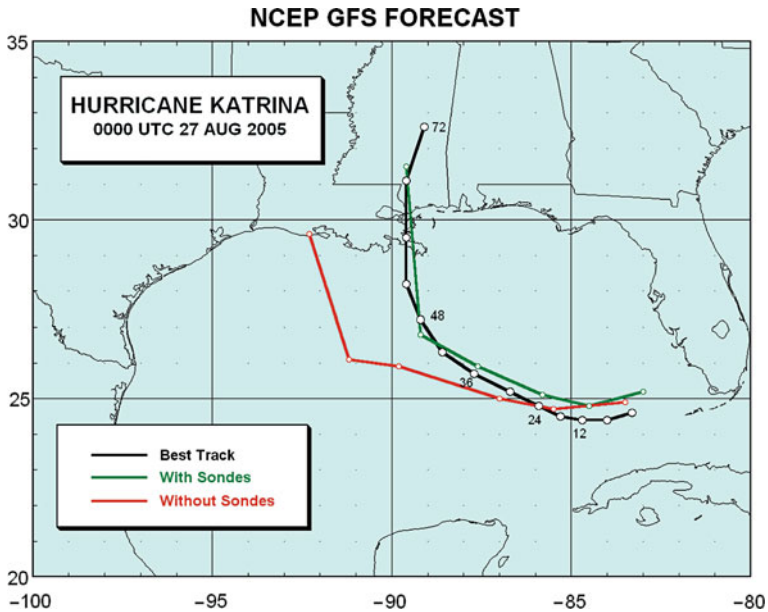 NCEP GFS FORECAST
35
HURRICANE KATRINA
0000 UTC 27 AUG 2005
72
30
48
36
25
24
12
Best Track
With Sondes
Without Sondes
20
−100
−95
−90
−85
−80